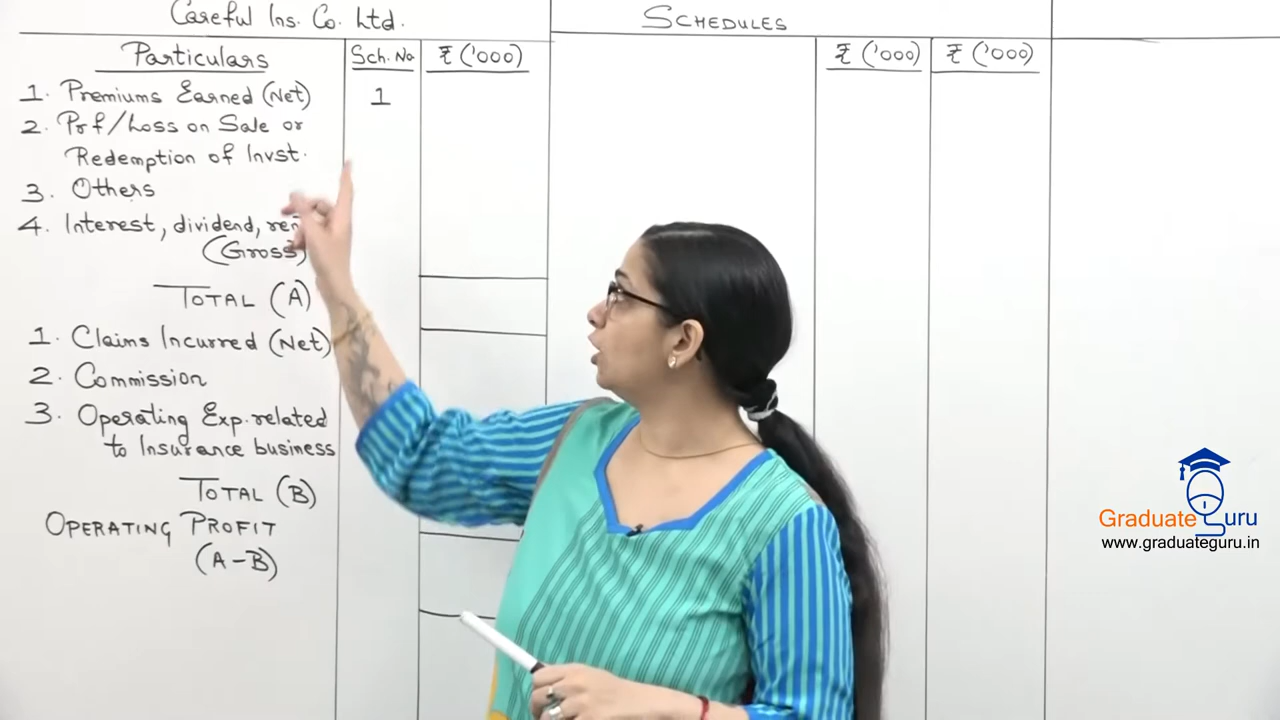 Careful Ins. Co. Ltd.
SCHEDULES
Particulars
Sch. No
₹ ('000)
₹ ('000)
₹ ('000)
1. Premiums Earned (Net)
1
2. Prf/Loss on Sale or
Redemption of Invst.
3. Others
4. Interest, dividend,
(Gross)
TOTAL (A)
1. Claims Incurred (Net)
2. Commission
3. Operating Exp. related
to Insurance business
TOTAL (B)
OPERATING PROFIT
(A-B)
Graduate Guru
www.graduateguru.in